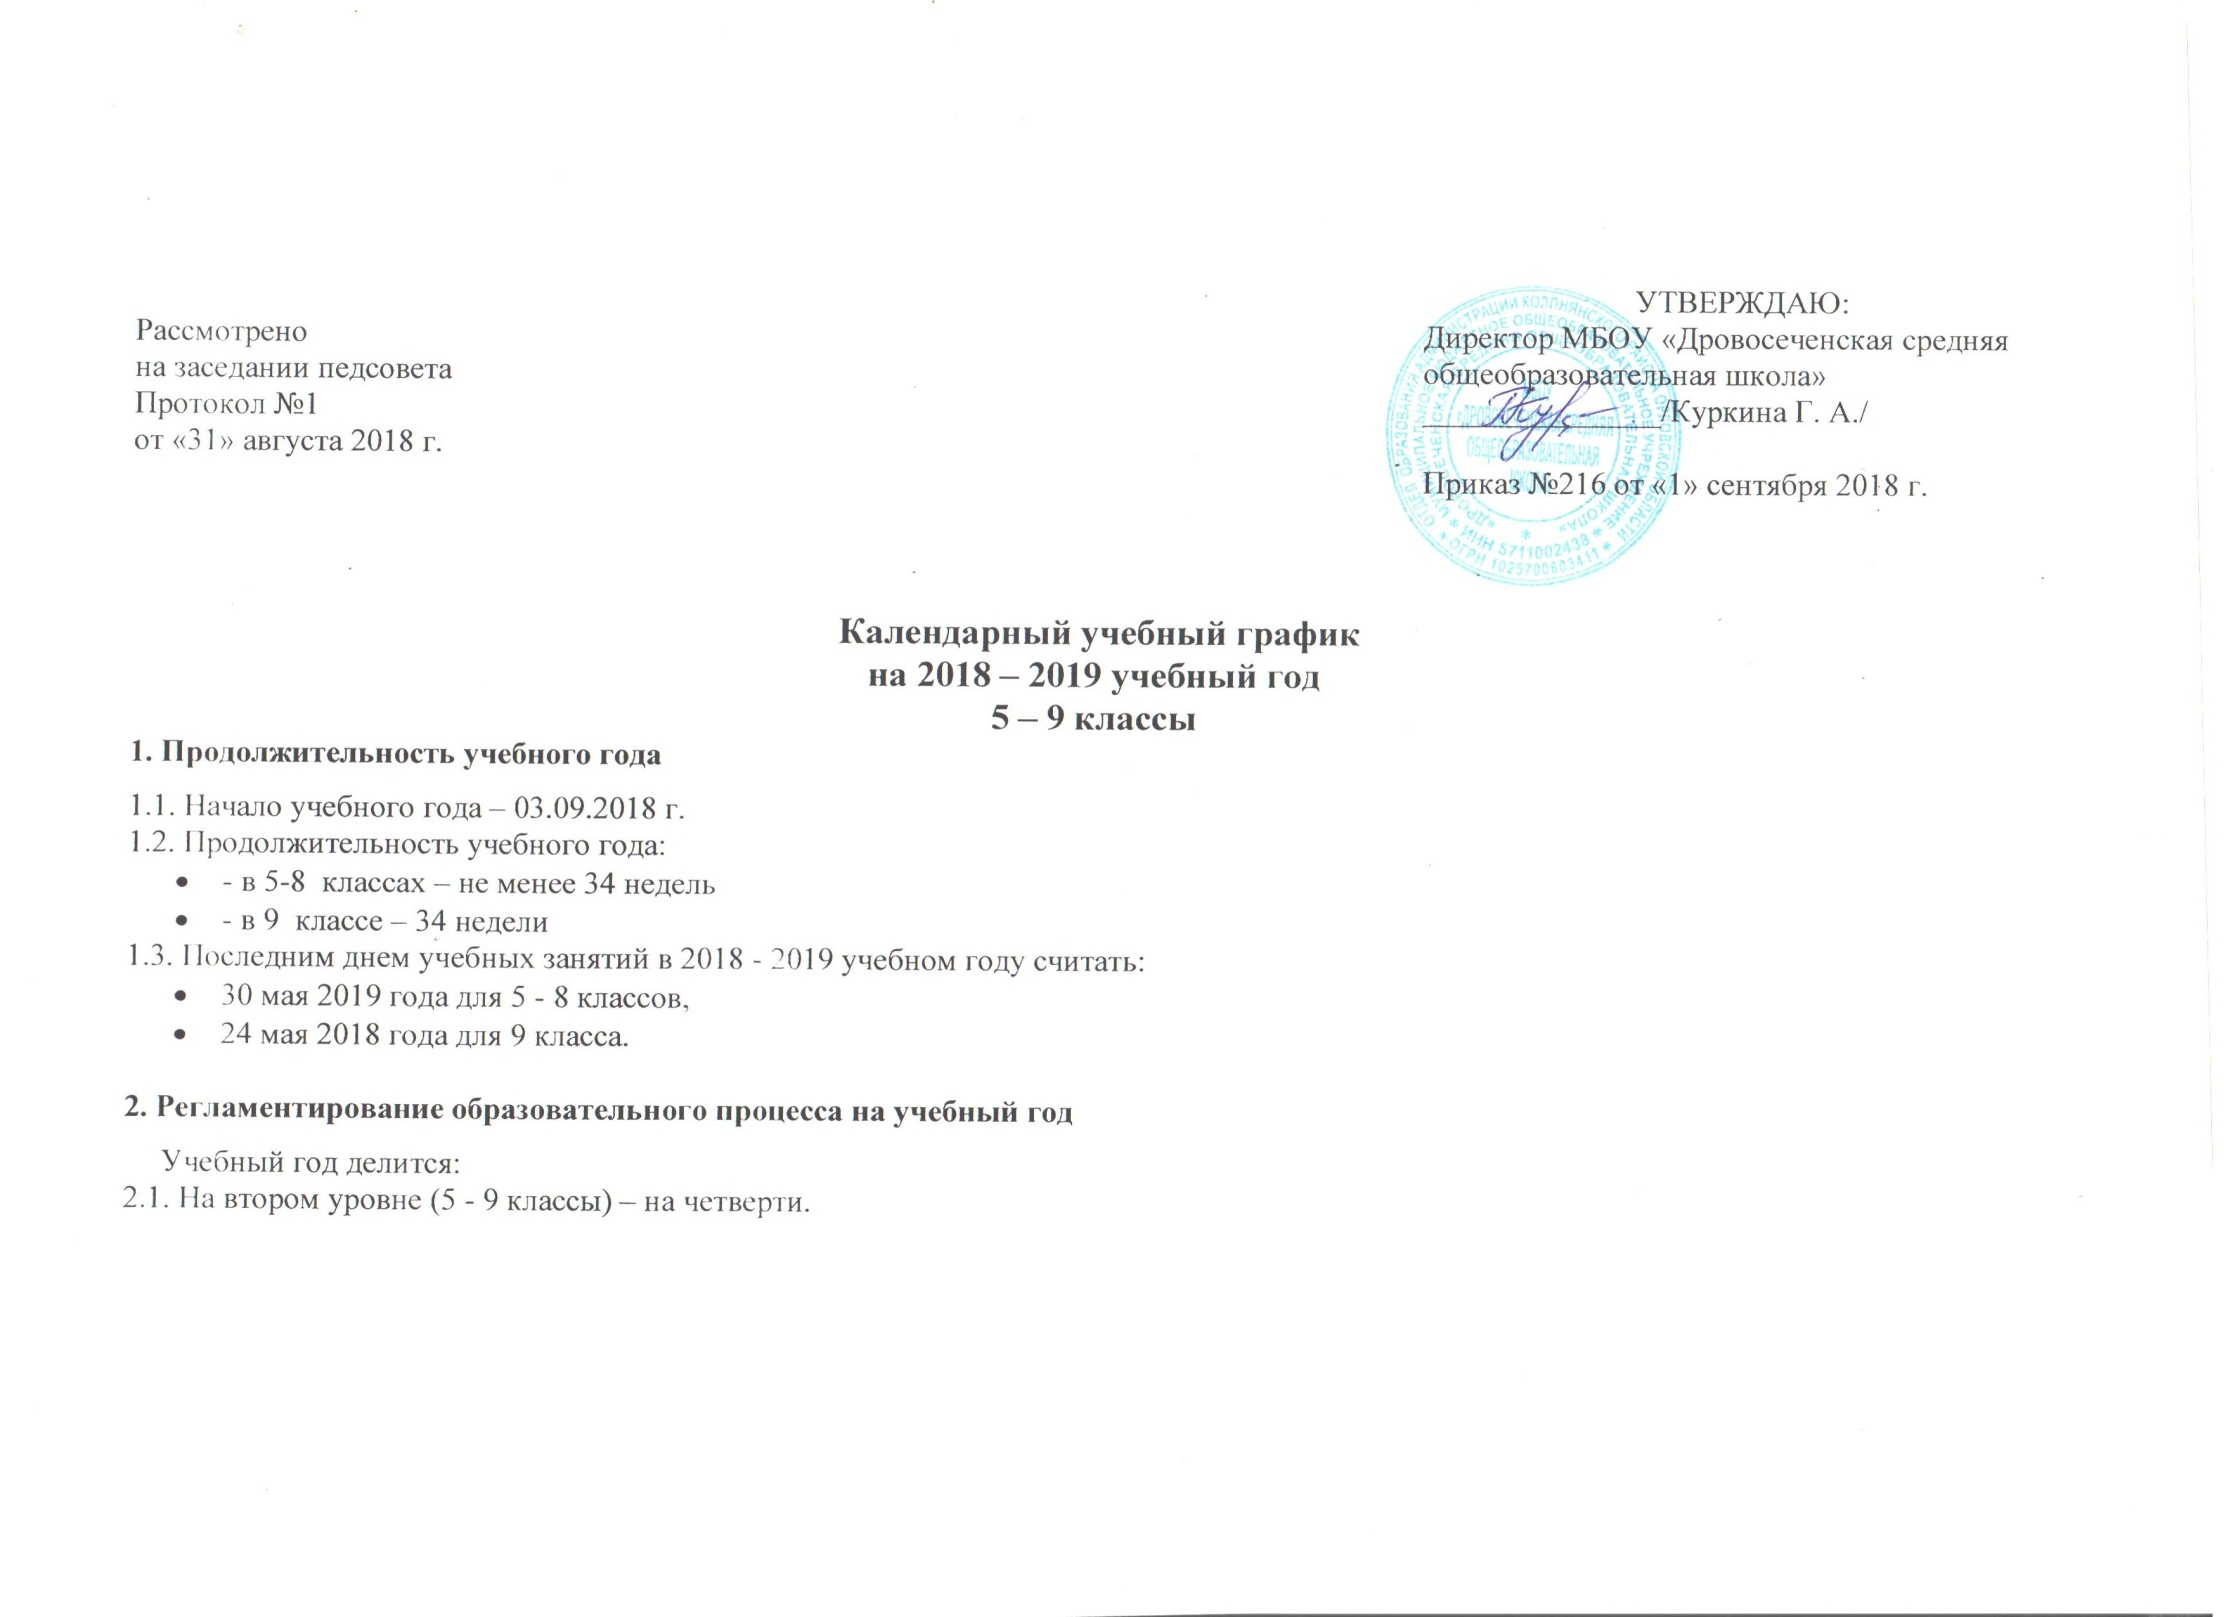 Рассмотрено
на заседании педсовета
Протокол №1
от «31» августа 2018 г.
УТВЕРЖДАЮ:
Директор МБОУ «Дровосеченская средняя
общеобразовательная школа»
/Куркина Г. А./
Приказ №216 от «1» сентября 2018 г.
ИНН 5711002438
ОГРН 1025700603411
Календарный учебный график
на 2018 – 2019 учебный год
5 – 9 классы
1. Продолжительность учебного года
1.1. Начало учебного года – 03.09.2018 г.
1.2. Продолжительность учебного года:
• - в 5-8 классах – не менее 34 недель
• - в 9 классе – 34 недели
1.3. Последним днем учебных занятий в 2018 - 2019 учебном году считать:
• 30 мая 2019 года для 5 - 8 классов,
• 24 мая 2018 года для 9 класса.
2. Регламентирование образовательного процесса на учебный год
Учебный год делится:
2.1. На втором уровне (5 - 9 классы) – на четверти.